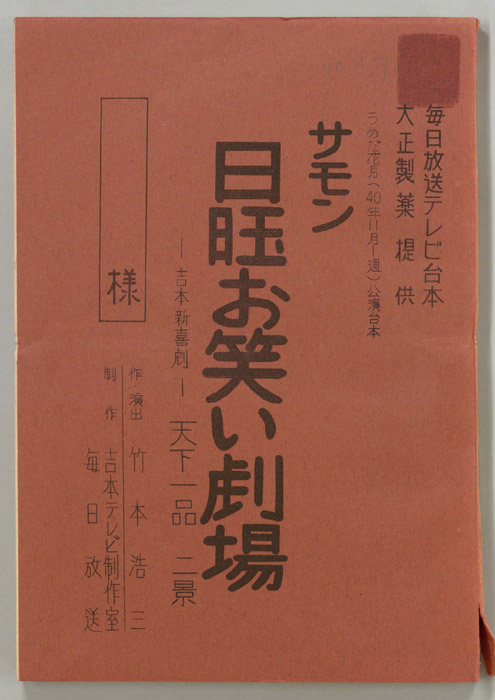 毎日放送テレビ台本
大正製薬提供
うめだ花月(40年11月1週)公演台本
サモン
日曜お笑い劇場
―吉本新喜劇―
天下一品 二景
作・演出 竹本浩三
制作 吉本テレビ制作室
毎日放送
様